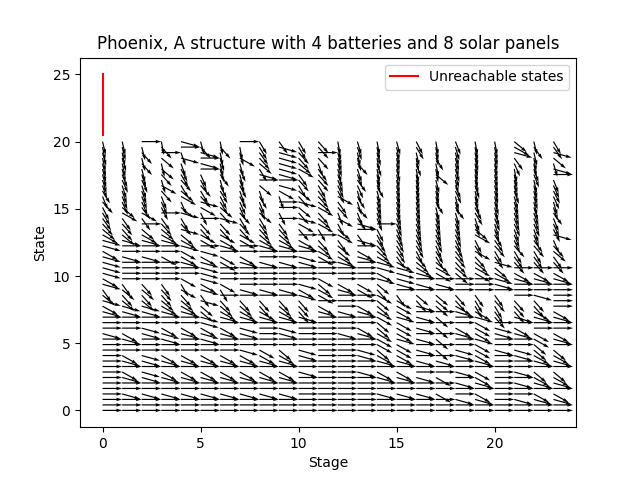 Phoenix, A structure with 4 batteries and 8 solar panels
Unreachable states
25
20
15
10
5
0
State
0 5 10 15 20
Stage